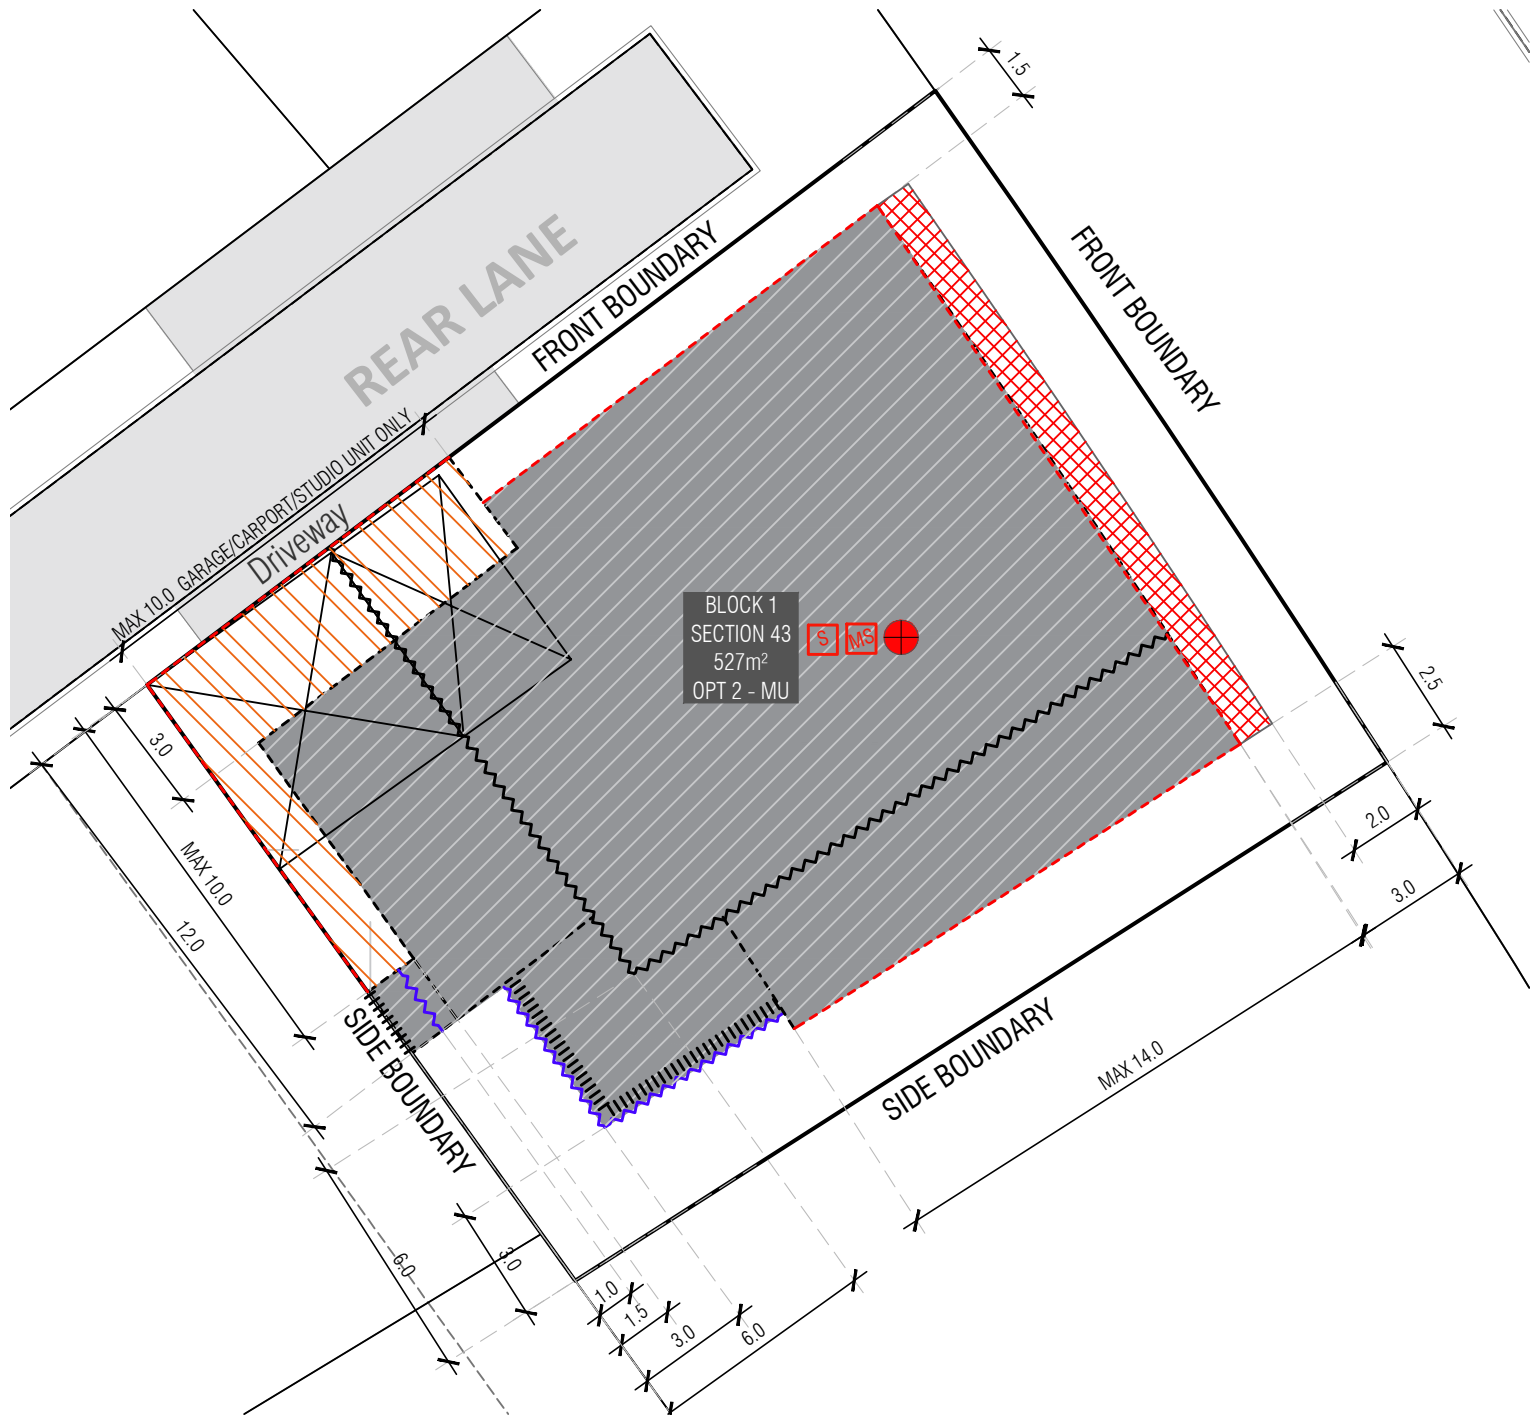 1.5
REAR LANE
FRONT BOUNDARY
FRONT BOUNDARY
MAX 10.0 GARAGE/CARPORT/STUDIO UNIT ONLY
Driveway
BLOCK 1
SECTION 43
527m²
OPT 2 - MU
S
MS
2.5
3.0
MAX 10.0
12.0
2.0
3.0
SIDE BOUNDARY
SIDE BOUNDARY
MAX 14.0
6.0
3.0
1.0
1.5
3.0
6.0